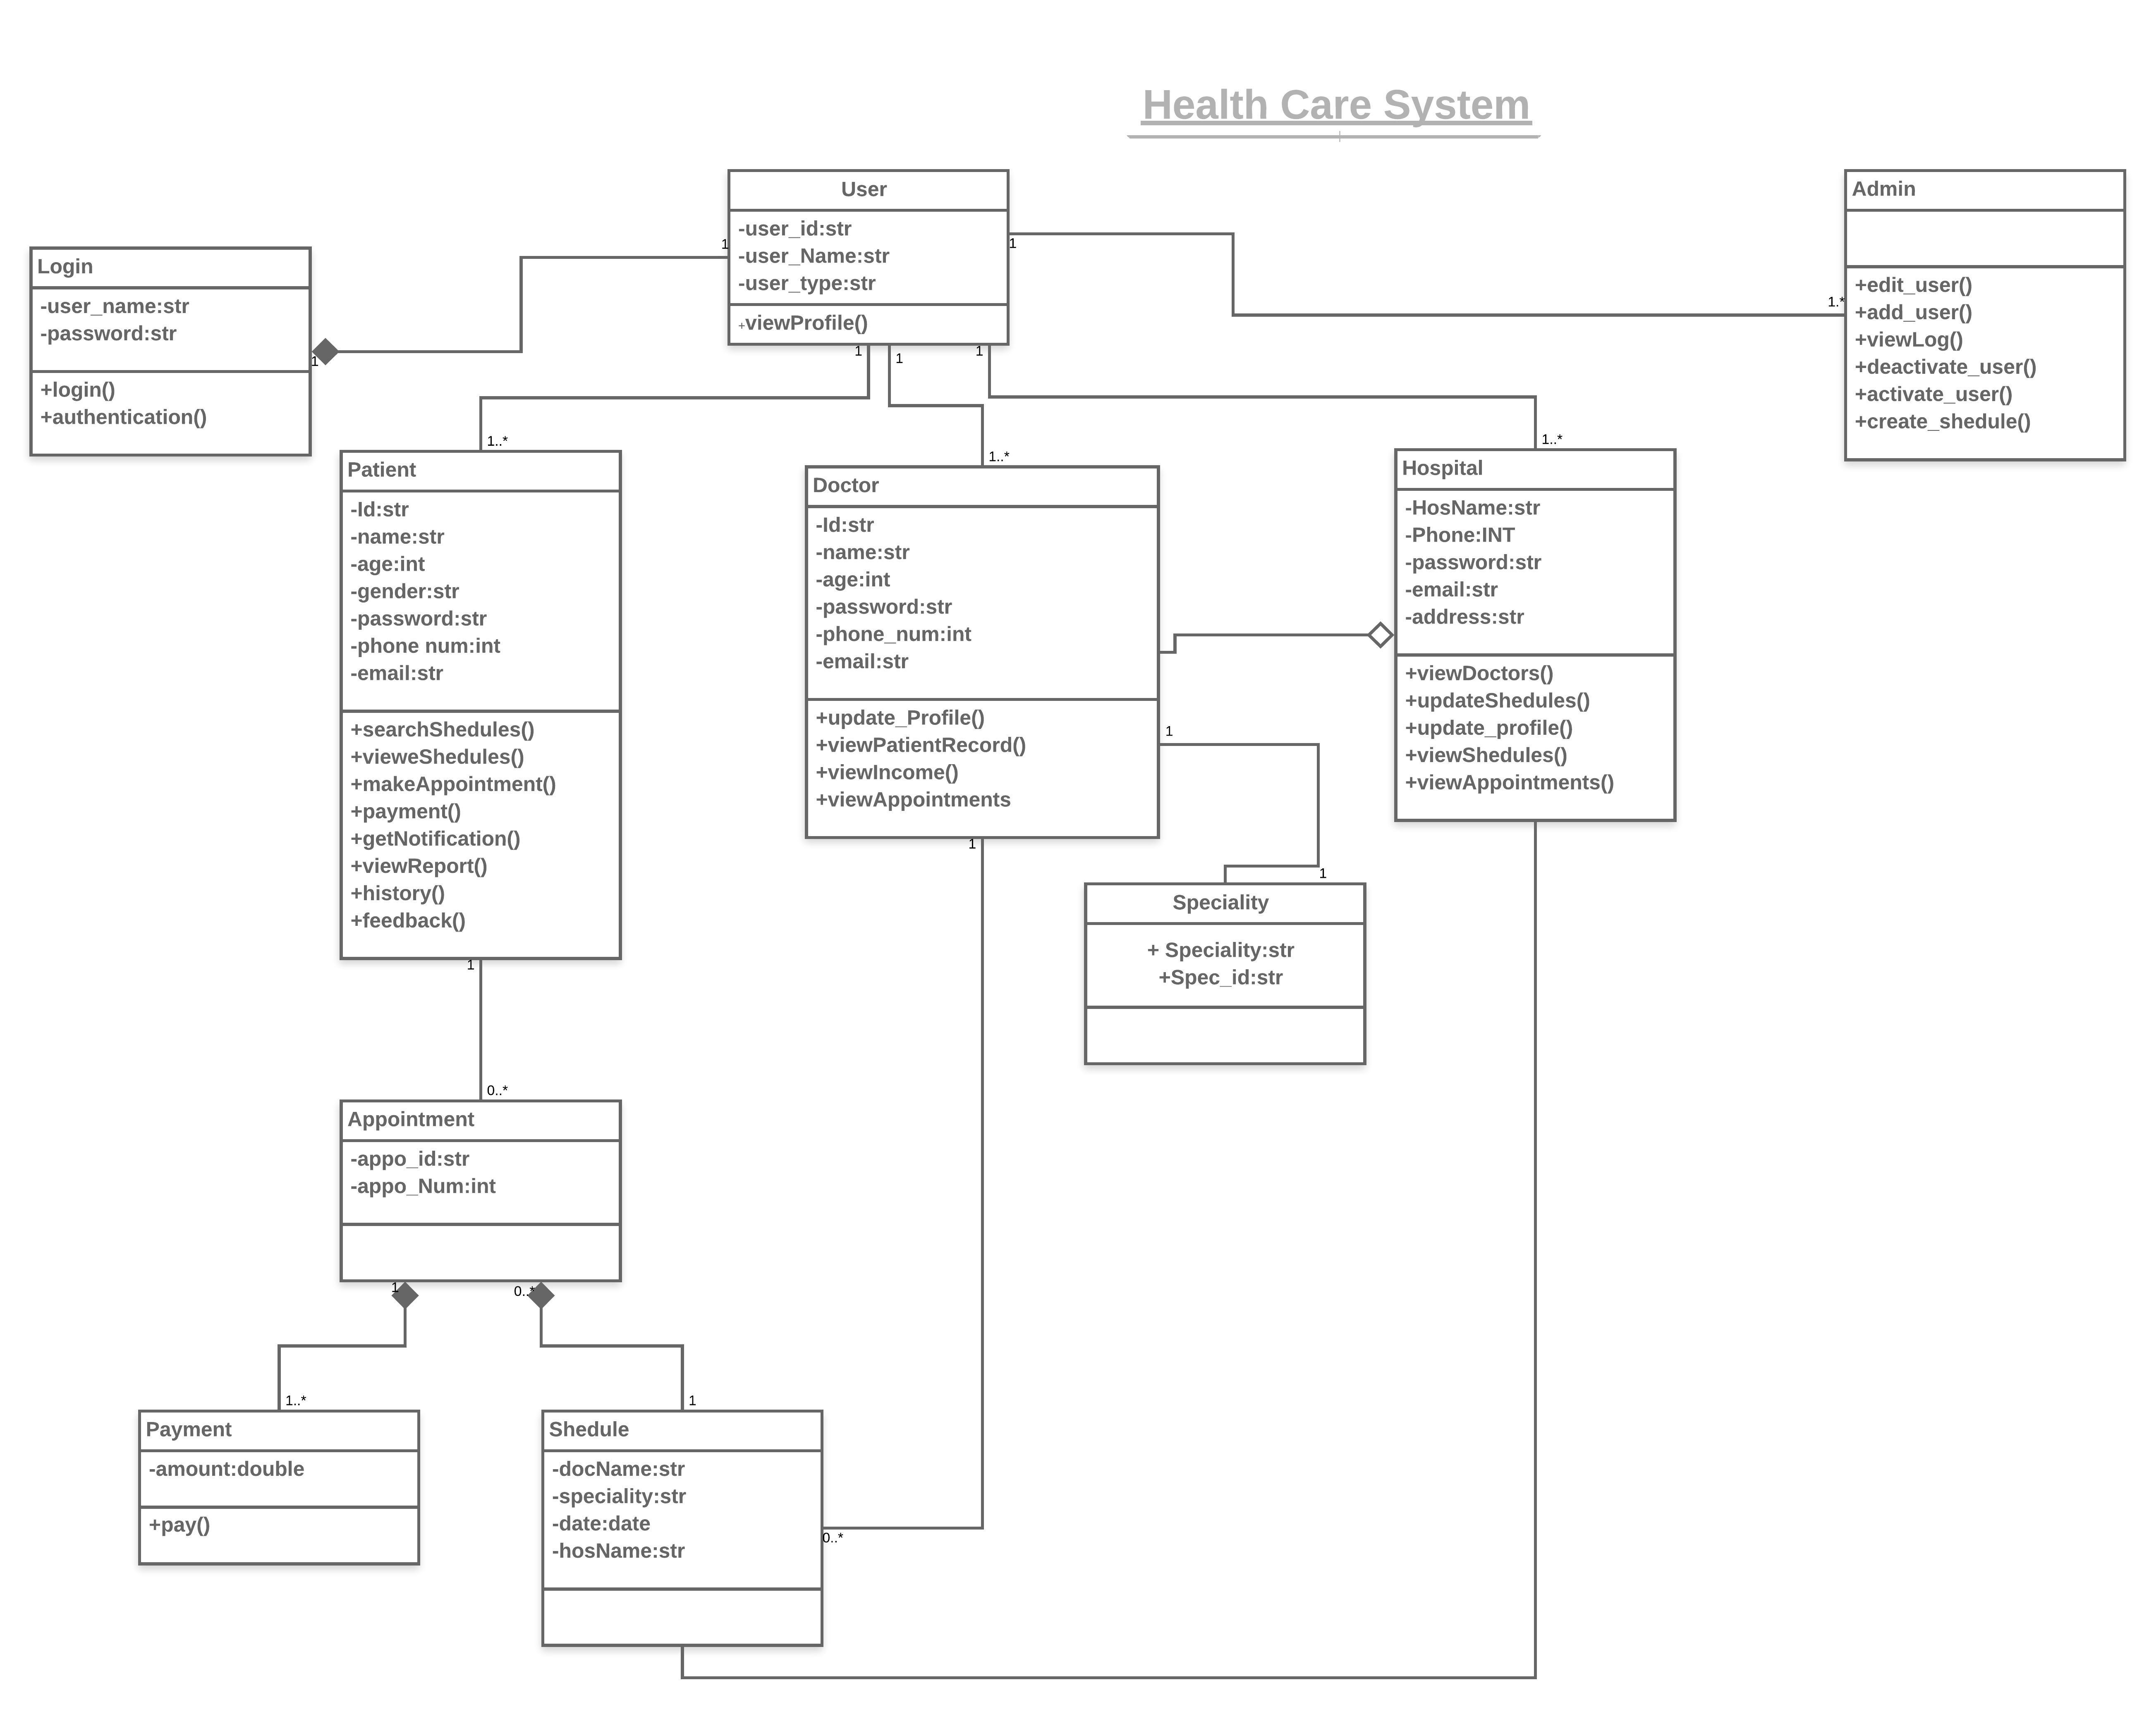 Health Care System
User
-user_id:str
-user_Name:str
-user_type:str
+viewProfile()
Admin
+edit_user()
+add_user()
+viewLog()
+deactivate_user()
+activate_user()
+create_shedule()
Login
-user_name:str
-password:str
+login()
+authentication()
1
1
1
1.*
1
1
1
1..*
1..*
1..*
Patient
-Id:str
-name:str
-age:int
-gender:str
-password:str
-phone num:int
-email:str
+searchShedules()
+vieweShedules()
+makeAppointment()
+payment()
+getNotification()
+viewReport()
+history()
+feedback()
Doctor
-Id:str
-name:str
-age:int
-password:str
-phone_num:int
-email:str
+update_Profile()
+viewPatientRecord()
+viewIncome()
+viewAppointments
Hospital
-HosName:str
-Phone:INT
-password:str
-email:str
-address:str
+viewDoctors()
+updateShedules()
+update_profile()
+viewShedules()
+viewAppointments()
1
1
1
Speciality
+ Speciality:str
+Spec_id:str
1
0..*
Appointment
-appo_id:str
-appo_Num:int
1
0..*
1..*
1
Payment
-amount:double
+pay()
Shedule
-docName:str
-speciality:str
-date:date
-hosName:str
0..*